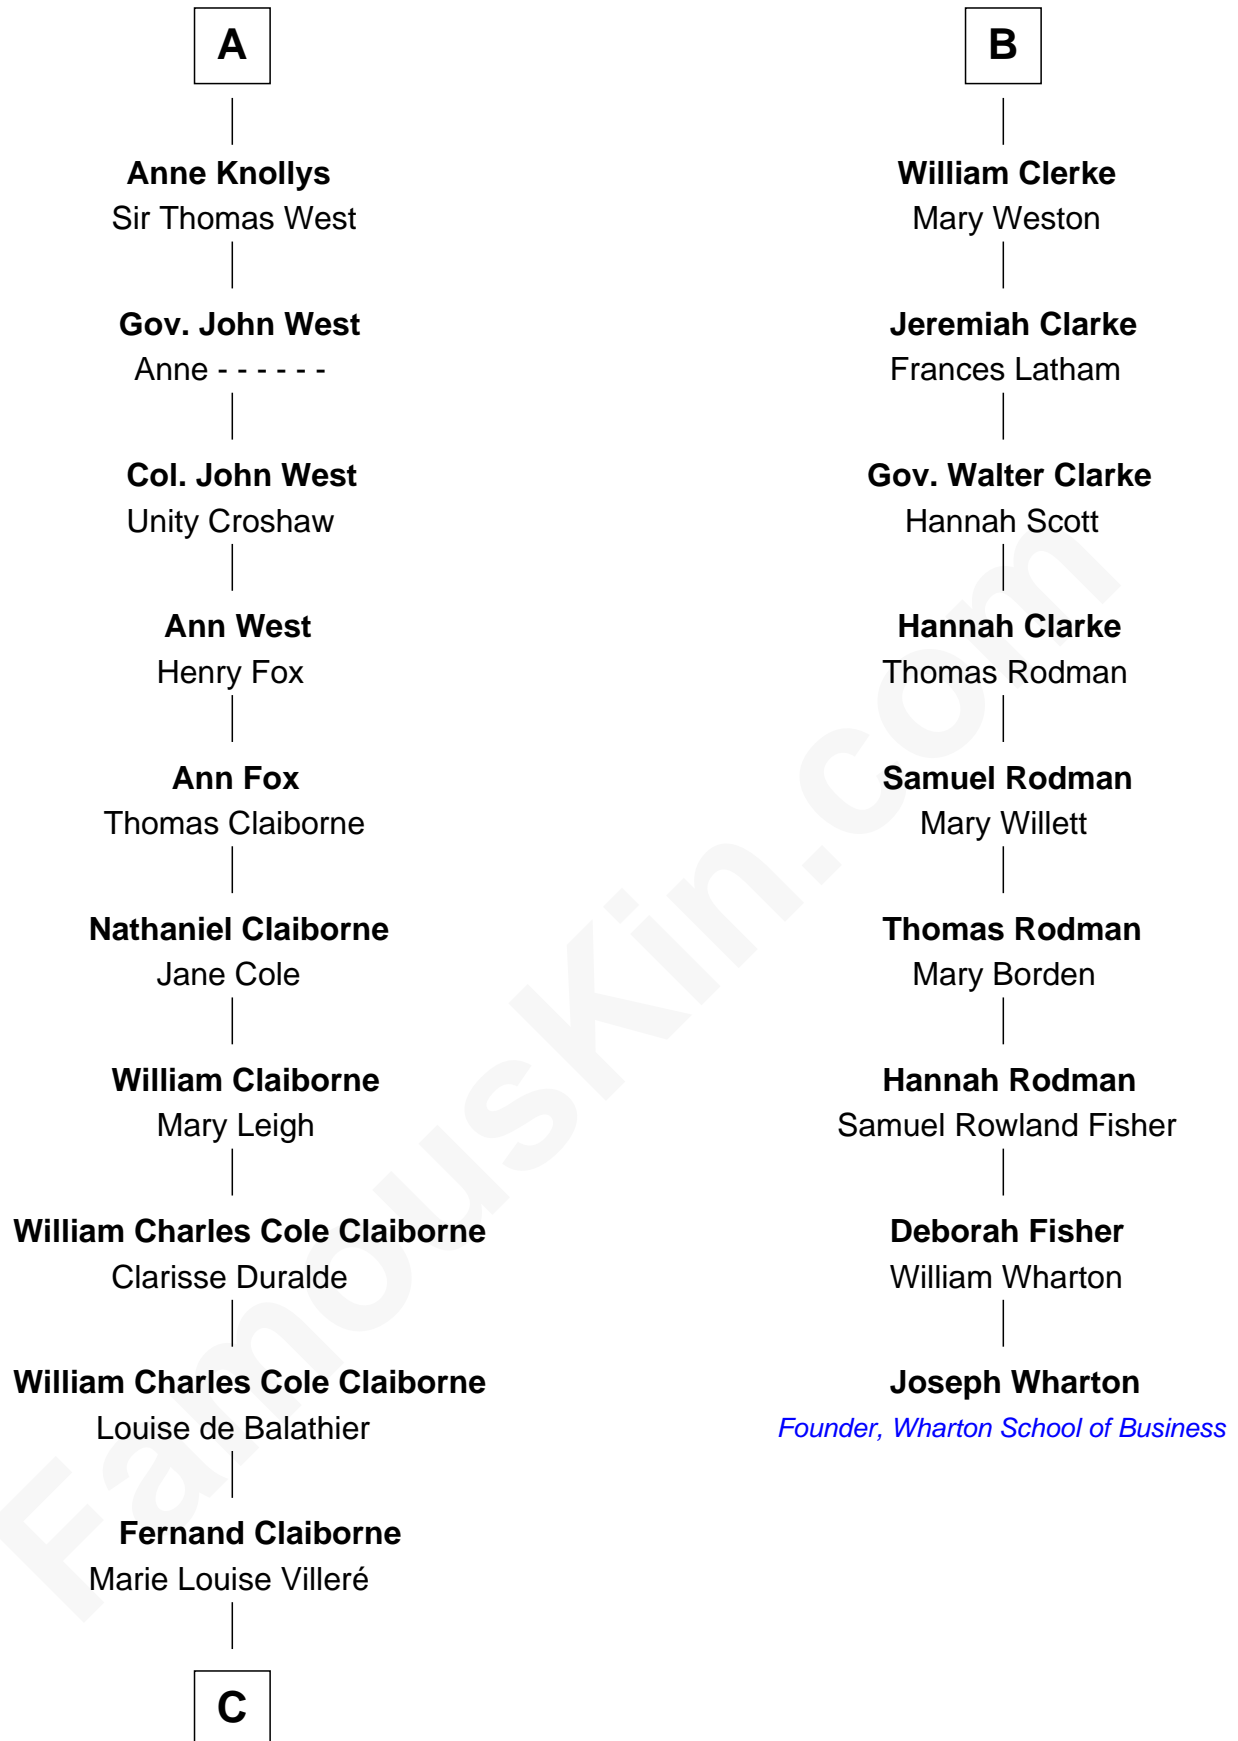 A
Anne Knollys
Sir Thomas West
Gov. John West
Anne - - - - - -
Col. John West
Unity Croshaw
Ann West
Henry Fox
Ann Fox
Thomas Claiborne
Nathaniel Claiborne
Jane Cole
William Claiborne
Mary Leigh
William Charles Cole Claiborne
Clarisse Duralde
William Charles Cole Claiborne
Louise de Balathier
Fernand Claiborne
Marie Louise Villeré
C
B
William Clerke
Mary Weston
Jeremiah Clarke
Frances Latham
Gov. Walter Clarke
Hannah Scott
Hannah Clarke
Thomas Rodman
Samuel Rodman
Mary Willett
Thomas Rodman
Mary Borden
Hannah Rodman
Samuel Rowland Fisher
Deborah Fisher
William Wharton
Joseph Wharton
Founder, Wharton School of Business
FamousKin.com